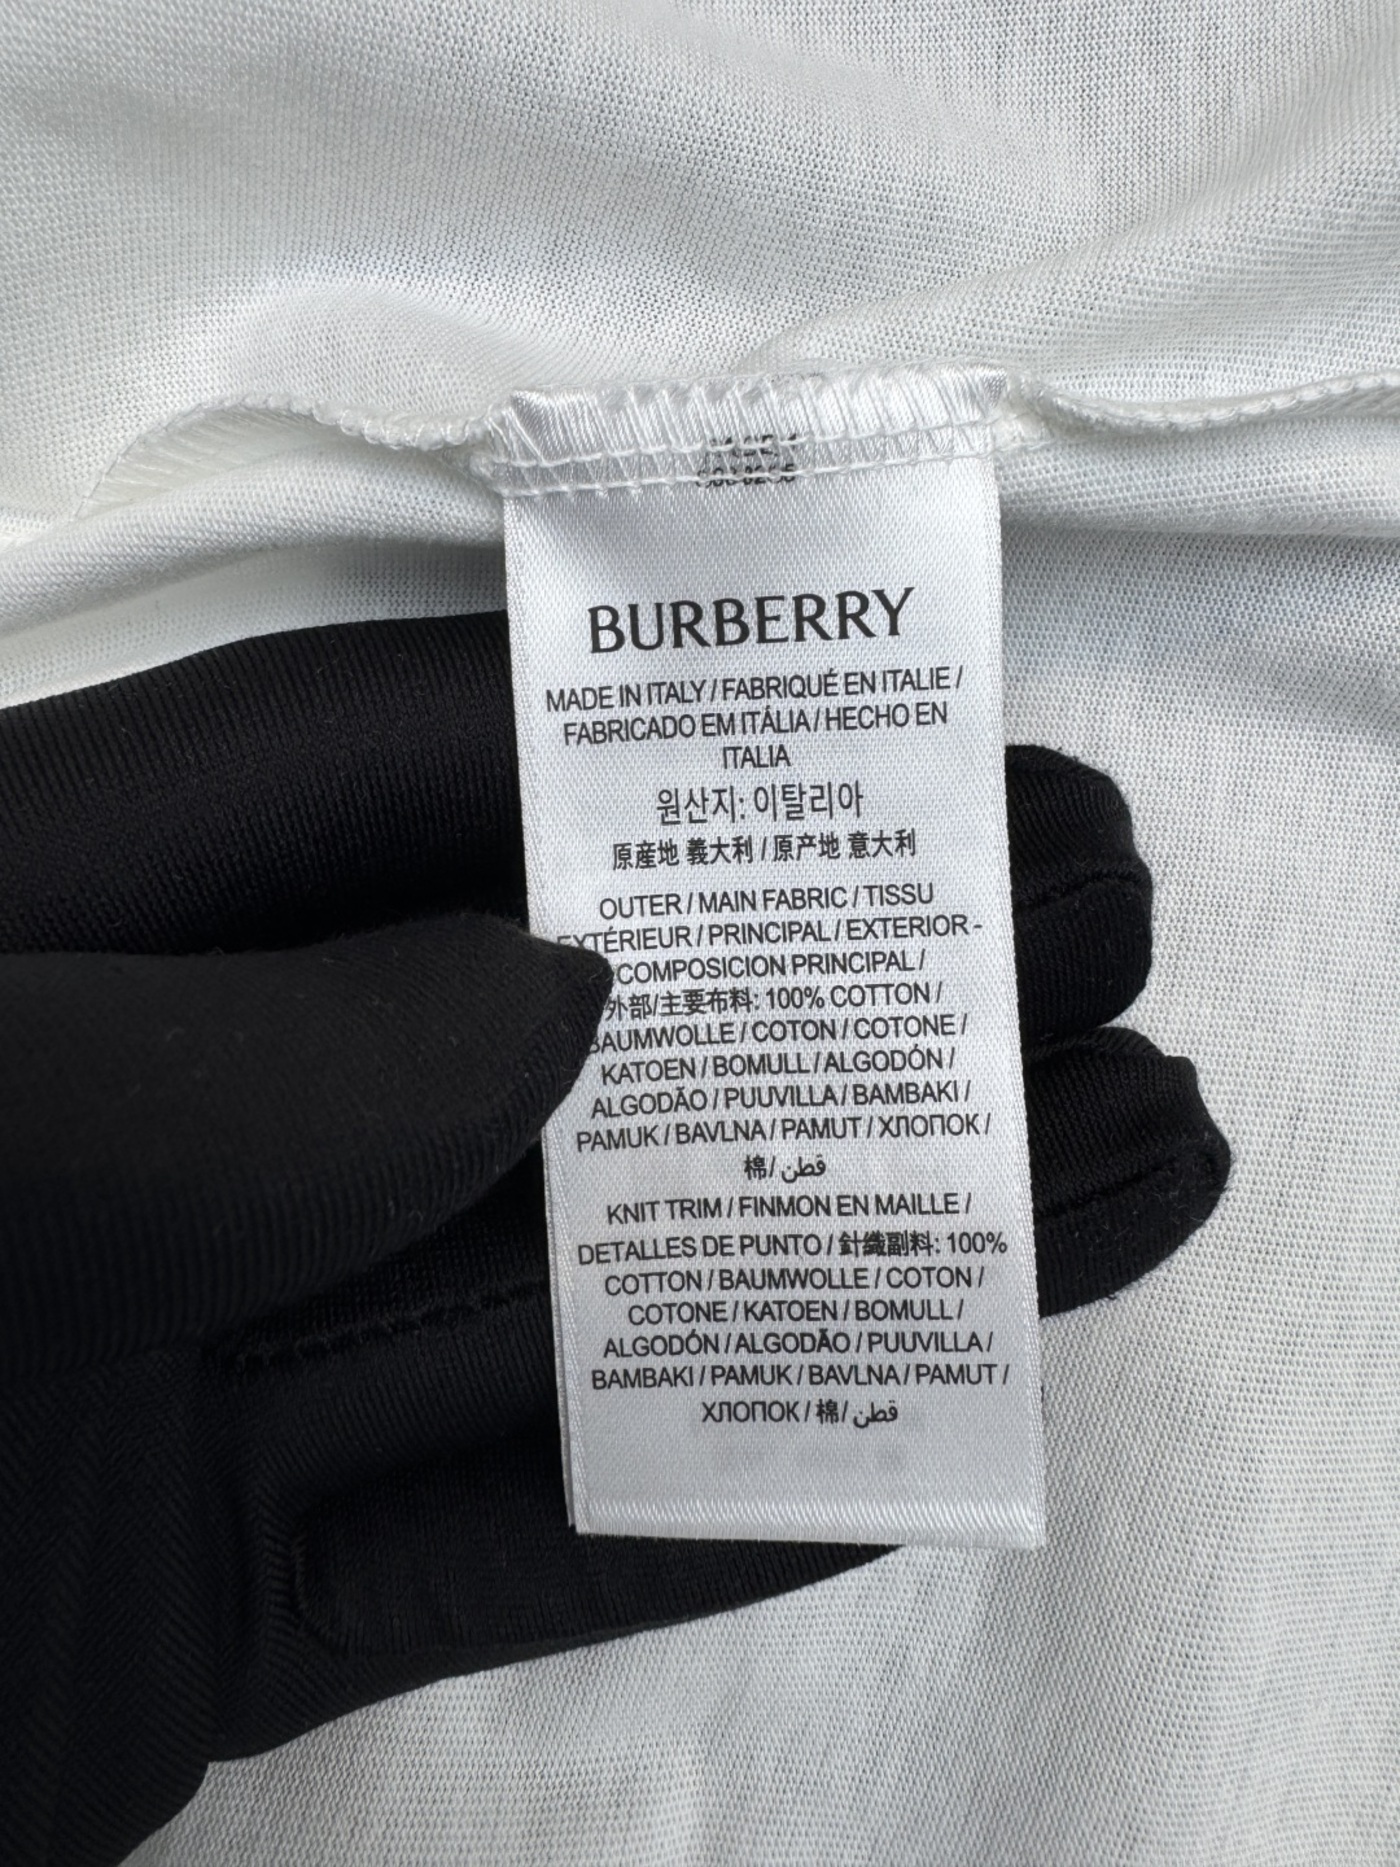 BURBERRY
MADE IN ITALY / FABRIQUÉ EN ITALIE /
FABRICADO EM ITÁLIA / HECHO EN
ITALIA
원산지: 이탈리아
原産地 義大利 / 原产地 意大利
OUTER / MAIN FABRIC / TISSU
EXTÉRIEUR / PRINCIPAL / EXTERIOR -
COMPOSICION PRINCIPAL /
外部/主要布料: 100% COTTON /
BAUMWOLLE / COTON / COTONE /
KATOEN / BOMULL / ALGODÓN /
ALGODÃO / PUUVILLA / BAMBAKI /
PAMUK / BAVLNA / PAMUT / ХЛОПОК /
棉/ قطن
KNIT TRIM / FINMON EN MAILLE /
DETALLES DE PUNTO / 針織副料: 100%
COTTON / BAUMWOLLE / COTON /
COTONE / KATOEN / BOMULL /
ALGODÓN / ALGODÃO / PUUVILLA /
BAMBAKI / PAMUK / BAVLNA / PAMUT /
ХЛОПОК / 棉/ قطن